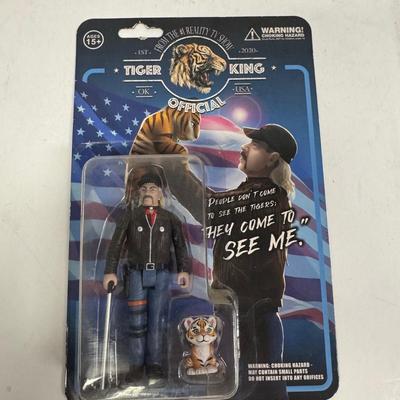 AGES
15+
FROM THE #1 REALITY TV SHOW
WARNING!
CHOKING HAZARD
EST
2020
TIGER KING
OK
USA
OFFICIAL
PEOPLE DON'T COME
TO SEE THE TIGERS;
THEY COME TO
SEE ME."
WARNING: CHOKING HAZARD -
MAY CONTAIN SMALL PARTS
DO NOT INSERT INTO ANY ORIFICES